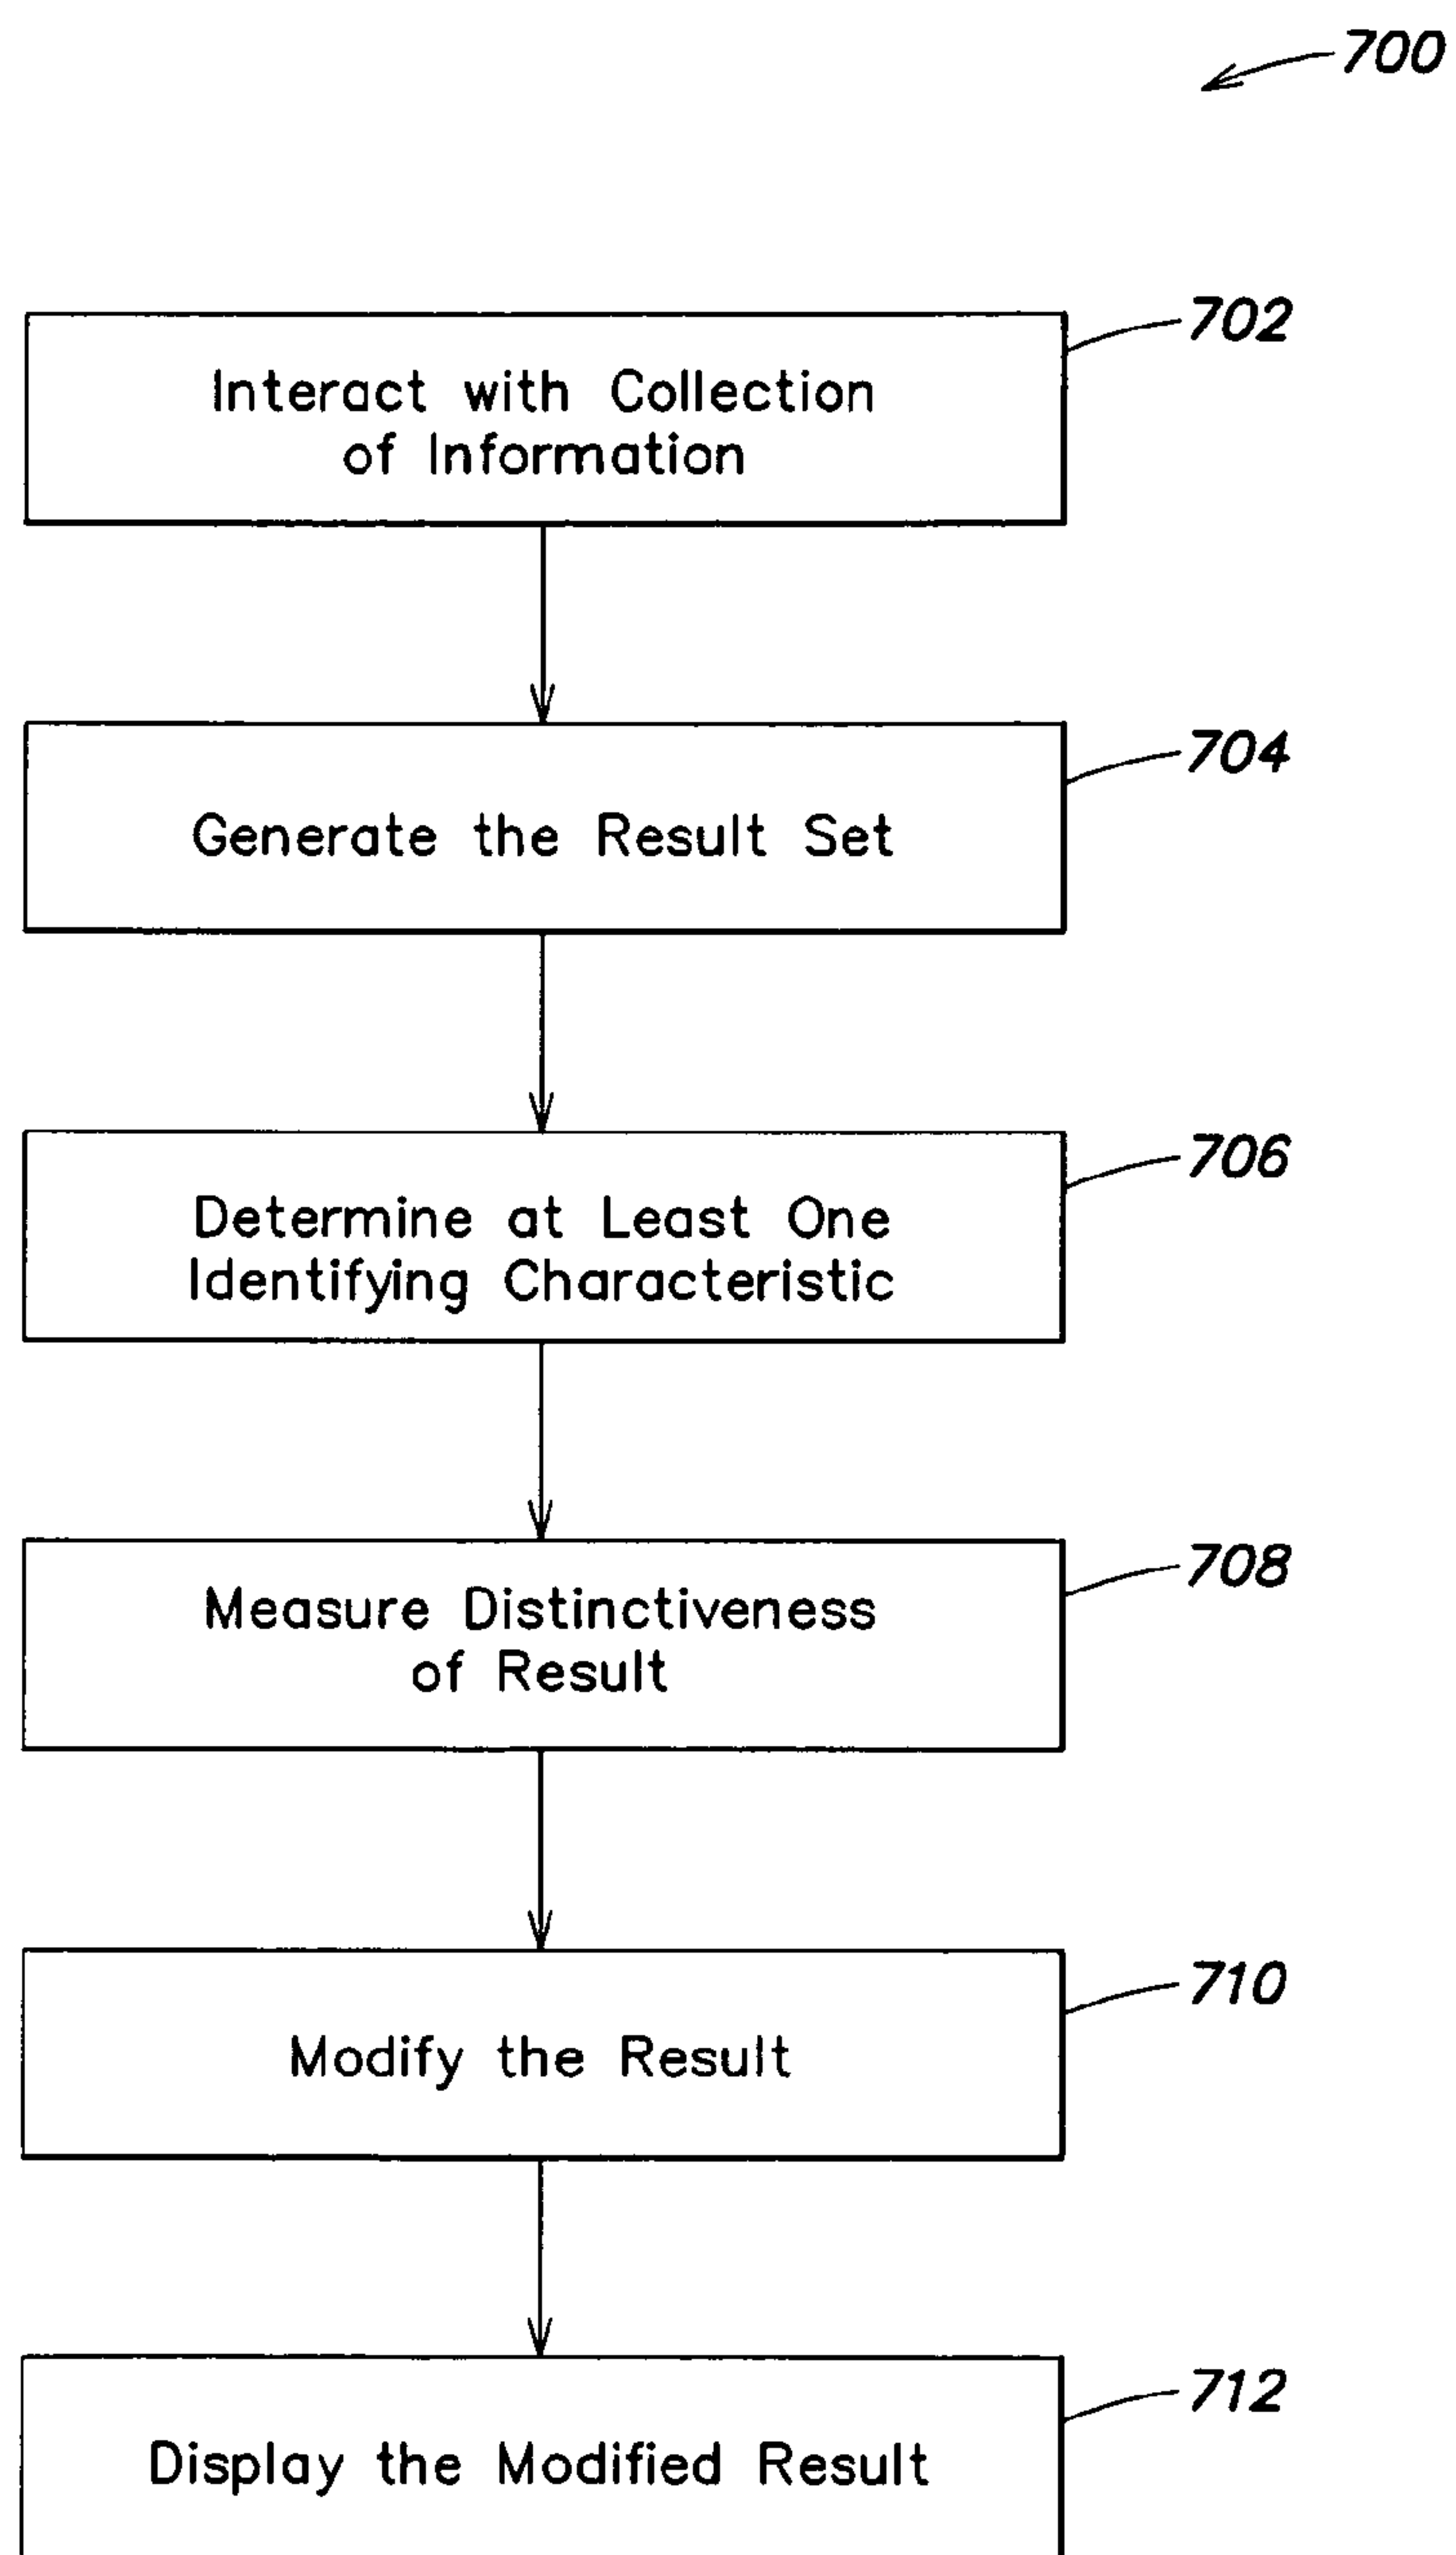 700
702
Interact with Collection
of Information
704
Generate the Result Set
706
Determine at Least One
Identifying Characteristic
708
Measure Distinctiveness
of Result
710
Modify the Result
712
Display the Modified Result